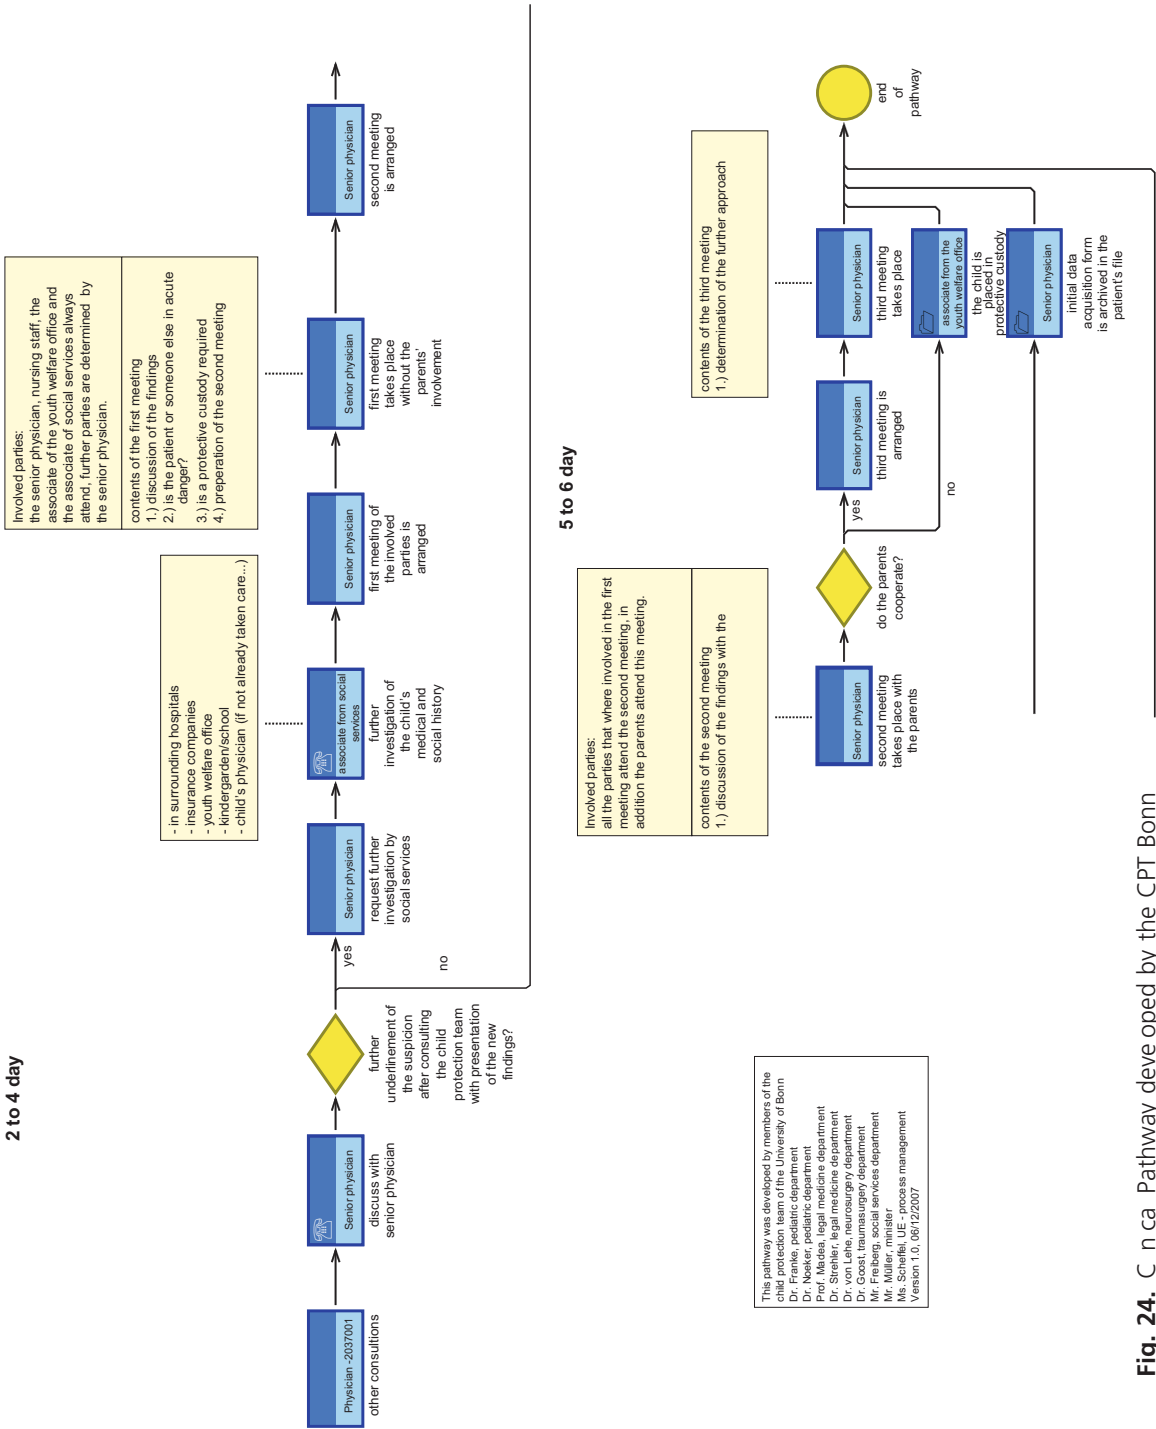 2 to 4 day
Physician -2037001
other consultions
Senior physician
discuss with
senior physician
further
underlinement of
the suspicion
after consulting
the child
protection team
with presentation
of the new
findings?
yes
no
Senior physician
request further
investigation by
social services
- in surrounding hospitals
- insurance companies
- youth welfare office
- kindergarden/school
- child's physician (if not already taken care...)
associate from social
services
further
investigation of
the child's
medical and
social history
Senior physician
first meeting of
the involved
parties is
arranged
Involved parties:
the senior physician, nursing staff, the
associate of the youth welfare office and
the associate of social services always
attend, further parties are determined by
the senior physician.
contents of the first meeting
1.) discussion of the findings
2.) is the patient or someone else in acute
danger?
3.) is a protective custody required
4.) preperation of the second meeting
Senior physician
first meeting
takes place
without the
parents'
involvement
Senior physician
second meeting
is arranged
5 to 6 day
Involved parties:
all the parties that where involved in the first
meeting attend the second meeting, in
addition the parents attend this meeting.
contents of the second meeting
1.) discussion of the findings with the
Senior physician
second meeting
takes place with
the parents
do the parents
cooperate?
yes
no
Senior physician
third meeting is
arranged
contents of the third meeting
1.) determination of the further approach
Senior physician
third meeting
takes place
associate from the
youth welfare office
the child is
placed in
protective custody
Senior physician
initial data
acquisition form
is archived in the
patient's file
end
of
pathway
This pathway was developed by members of the
child protection team of the University of Bonn
Dr. Franke, pediatric department
Dr. Noeker, pediatric department
Prof. Madea, legal medicine department
Dr. Strehler, legal medicine department
Dr. von Lehe, neurosurgery department
Dr. Goost, traumasurgery department
Mr. Freiberg, social services department
Mr. Müller, minister
Ms. Scheffel, UE - process management
Version 1.0, 06/12/2007
Fig. 24. C n ca Pathway deve oped by the CPT Bonn